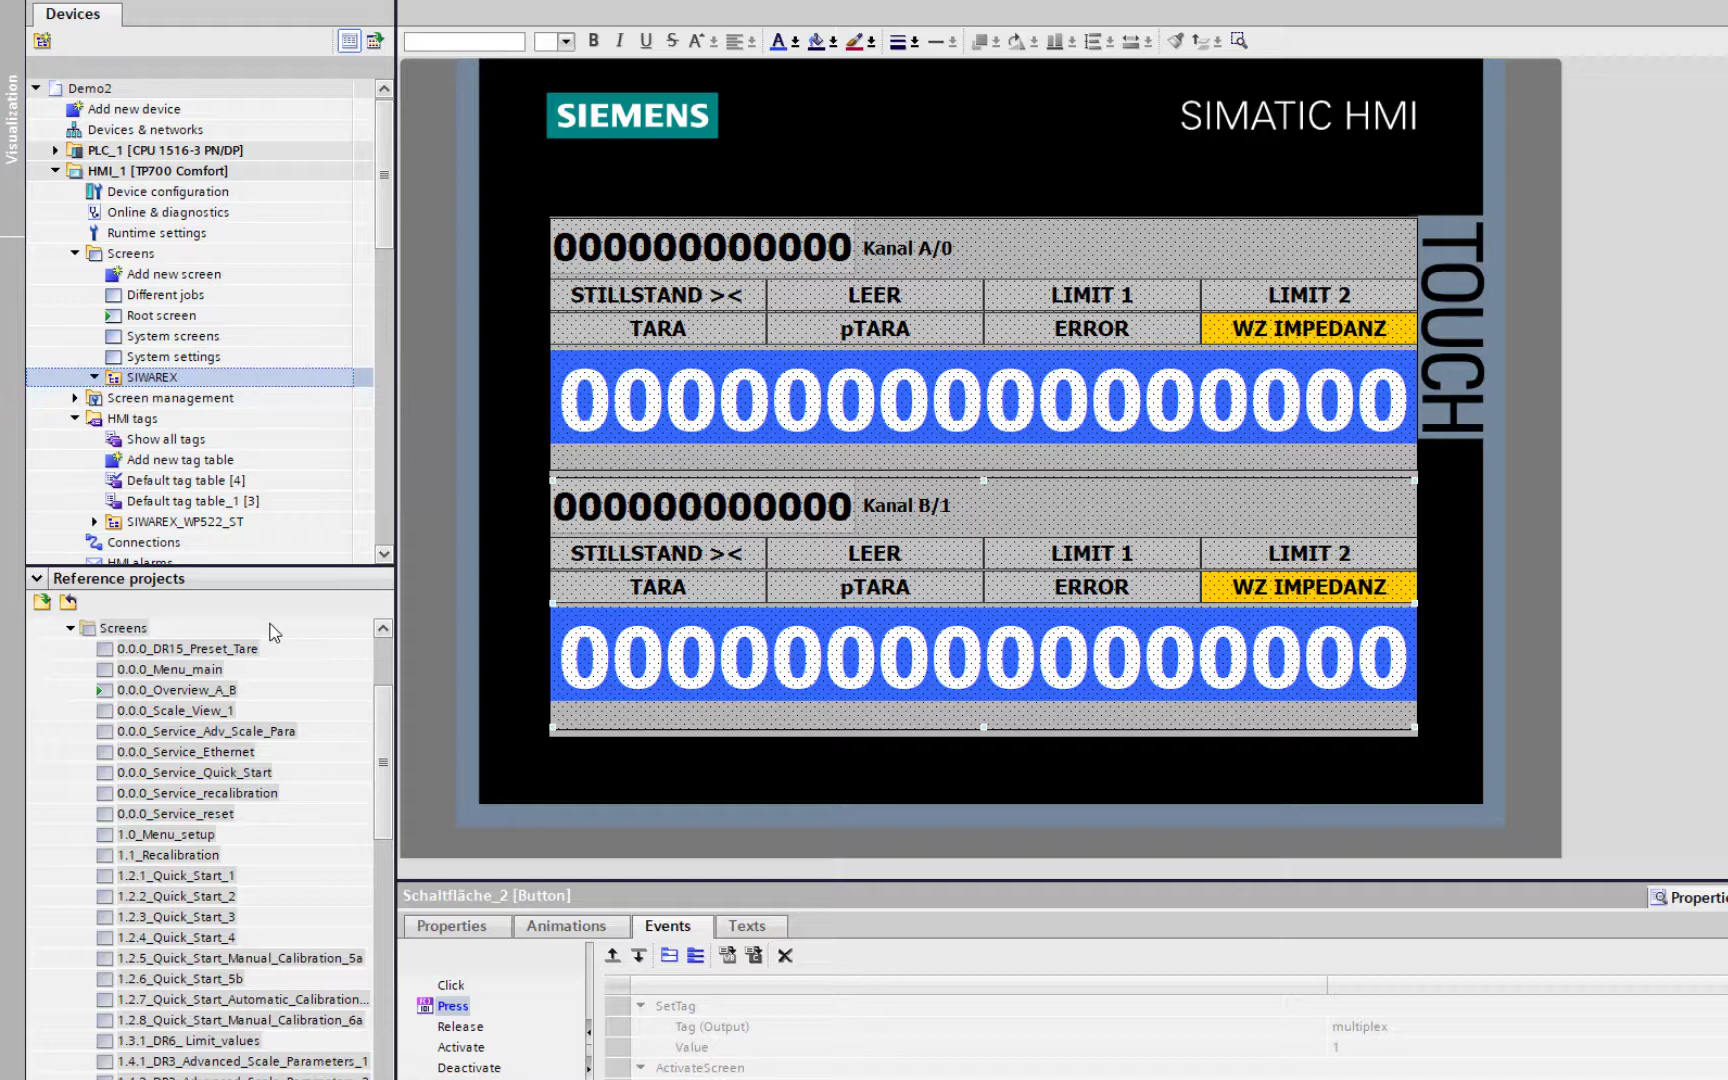 Devices
Visualization
Demo2
Add new device
Devices & networks
PLC_1 [CPU 1516-3 PN/DP]
HMI_1 [TP700 Comfort]
Device configuration
Online & diagnostics
Runtime settings
Screens
Add new screen
Different jobs
Root screen
System screens
System settings
SIWAREX
Screen management
HMI tags
Show all tags
Add new tag table
Default tag table [4]
Default tag table_1 [3]
SIWAREX_WP522_ST
Connections
HMI alarms
Reference projects
Screens
0.0.0_DR15_Preset_Tare
0.0.0_Menu_main
0.0.0_Overview_A_B
0.0.0_Scale_View_1
0.0.0_Service_Adv_Scale_Para
0.0.0_Service_Ethernet
0.0.0_Service_Quick_Start
0.0.0_Service_recalibration
0.0.0_Service_reset
1.0_Menu_setup
1.1_Recalibration
1.2.1_Quick_Start_1
1.2.2_Quick_Start_2
1.2.3_Quick_Start_3
1.2.4_Quick_Start_4
1.2.5_Quick_Start_Manual_Calibration_5a
1.2.6_Quick_Start_5b
1.2.7_Quick_Start_Automatic_Calibration...
1.2.8_Quick_Start_Manual_Calibration_6a
1.3.1_DR6_ Limit_values
1.4.1_DR3_Advanced_Scale_Parameters_1
B I U S A
SIEMENS
SIMATIC HMI
TOUCH
000000000000 Kanal A/0
STILLSTAND >< LEER LIMIT 1 LIMIT 2
TARA pTARA ERROR WZ IMPEDANZ
0000000000000000
000000000000 Kanal B/1
STILLSTAND >< LEER LIMIT 1 LIMIT 2
TARA pTARA ERROR WZ IMPEDANZ
0000000000000000
Schaltfläche_2 [Button]
Properti
Properties Animations Events Texts
Click
Press
Release
Activate
Deactivate
SetTag
Tag (Output) multiplex
Value 1
ActivateScreen